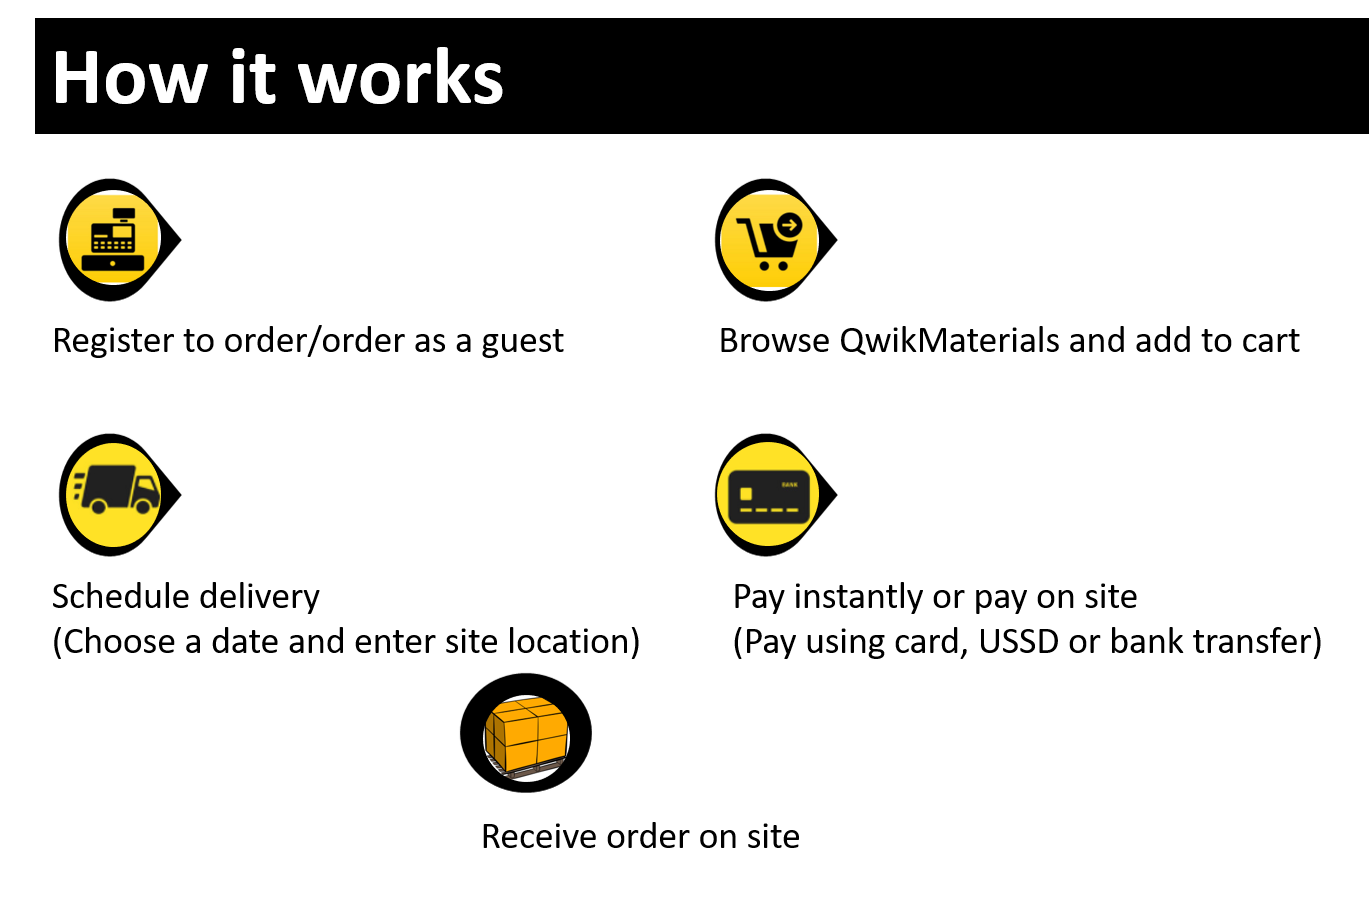 How it works
Register to order/order as a guest
Browse QwikMaterials and add to cart
BANK
Schedule delivery
(Choose a date and enter site location)
Pay instantly or pay on site
(Pay using card, USSD or bank transfer)
Receive order on site